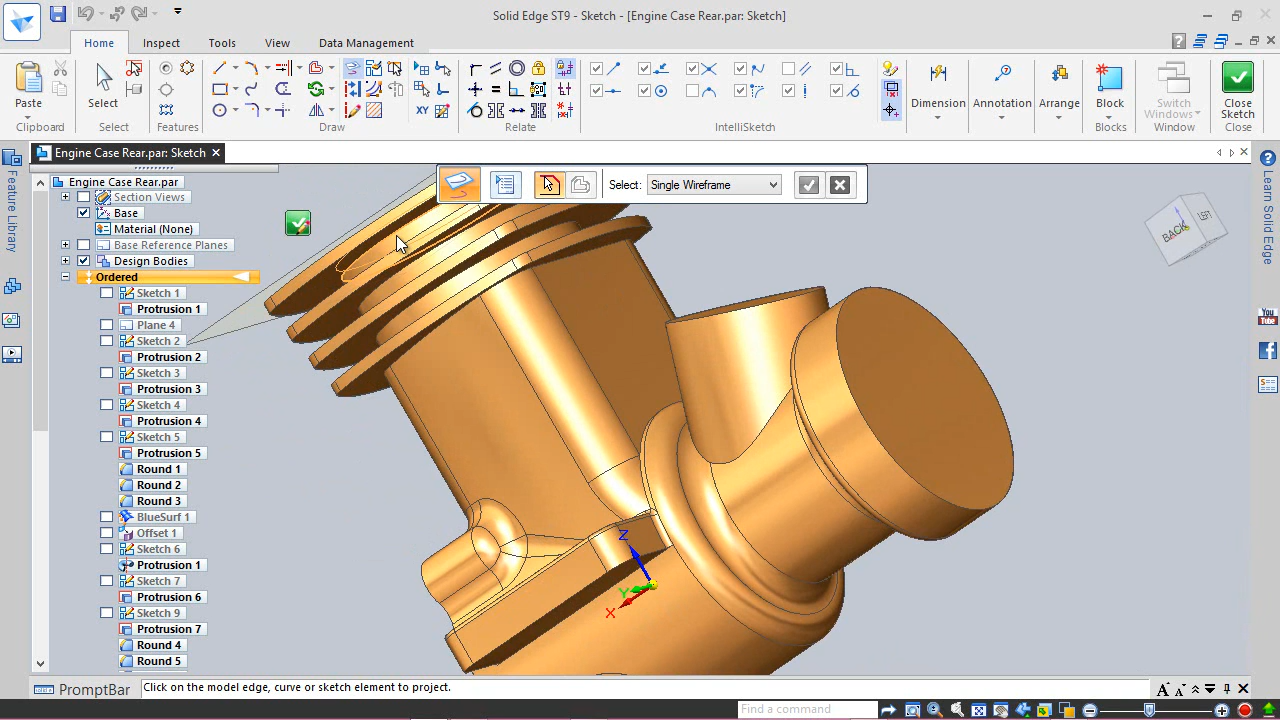 Solid Edge ST9 - Sketch - [Engine Case Rear.par: Sketch]
Home Inspect Tools View Data Management
Paste Select Dimension Annotation Arrange Block Switch Windows Close Sketch
Clipboard Select Features Draw Relate IntelliSketch Blocks Window Close
XY
Engine Case Rear.par: Sketch
Feature Library
Engine Case Rear.par
Section Views
Base
Material (None)
Base Reference Planes
Design Bodies
Ordered
Sketch 1
Protrusion 1
Plane 4
Sketch 2
Protrusion 2
Sketch 3
Protrusion 3
Sketch 4
Protrusion 4
Sketch 5
Protrusion 5
Round 1
Round 2
Round 3
BlueSurf 1
Offset 1
Sketch 6
Protrusion 1
Sketch 7
Protrusion 6
Sketch 9
Protrusion 7
Round 4
Round 5
Select: Single Wireframe
BACK LEFT
Z
Y
X
Learn Solid Edge
You Tube
PromptBar Click on the model edge, curve or sketch element to project.
Find a command